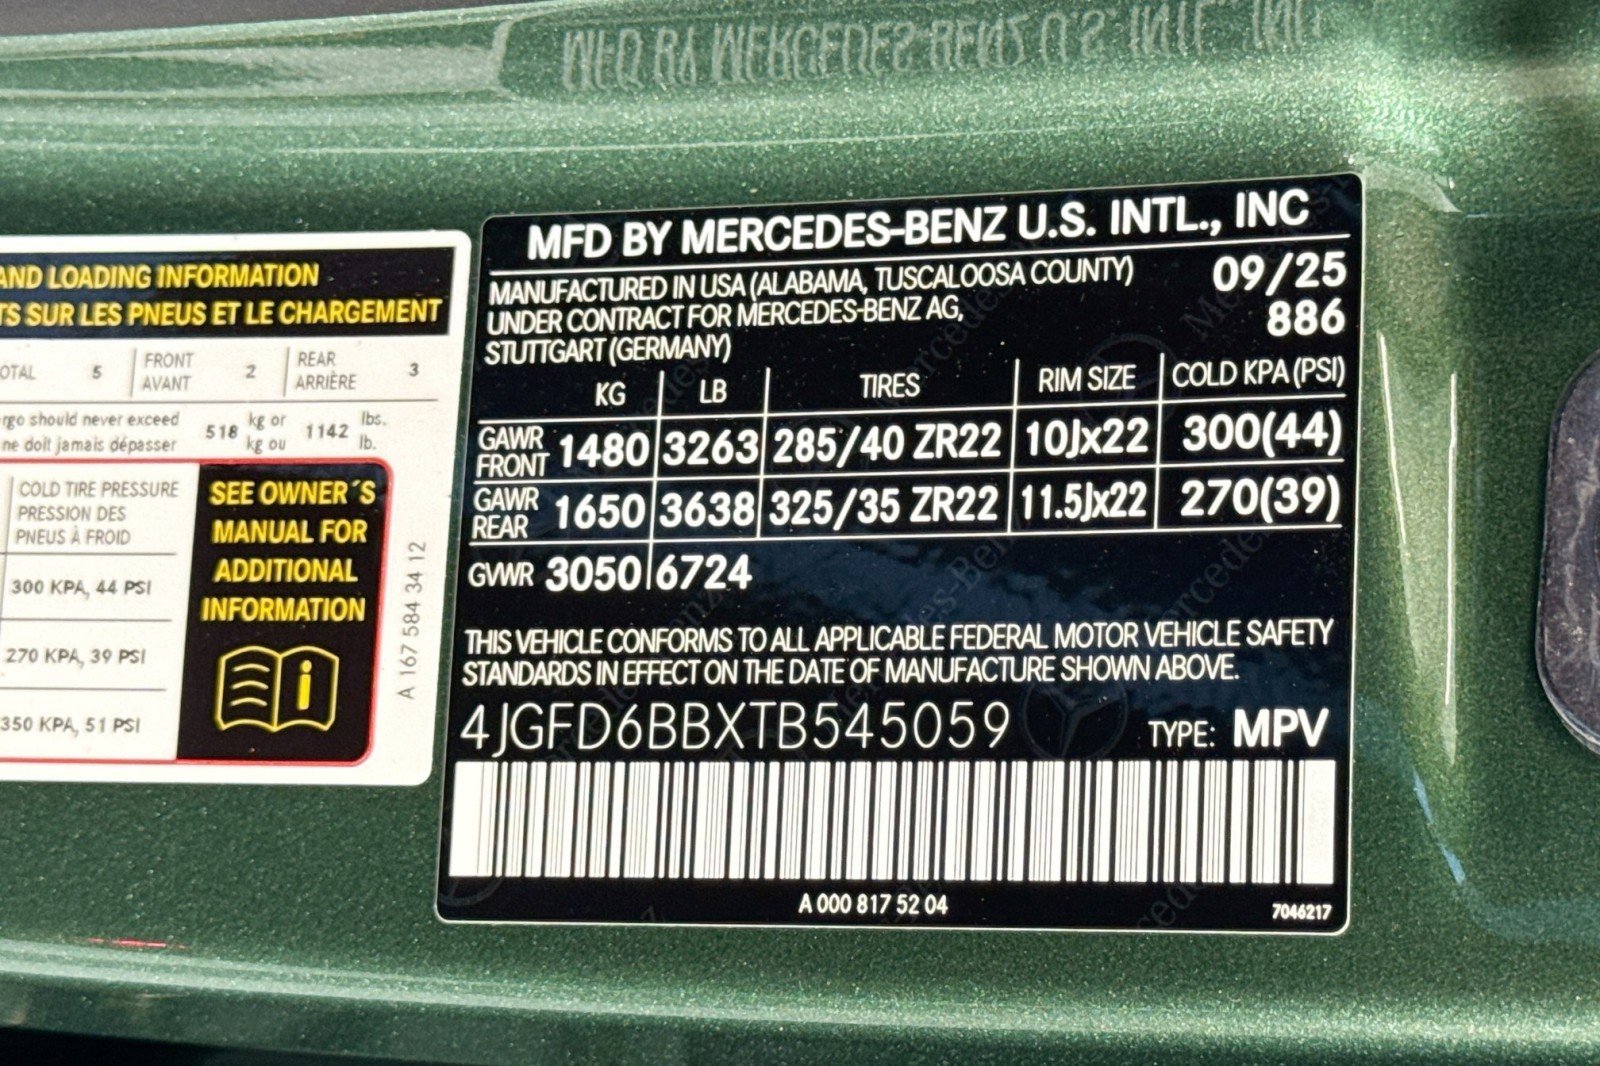 MFD BY MERCEDES-BENZ U.S. INTL., INC
AND LOADING INFORMATION
TS SUR LES PNEUS ET LE CHARGEMENT
OTAL 5 FRONT AVANT 2 REAR ARRIÈRE 3
rgo should never exceed 518 kg or 1142 lbs.
ne doit jamais dépasser kg ou lb.
COLD TIRE PRESSURE
PRESSION DES
PNEUS À FROID
300 KPA, 44 PSI
270 KPA, 39 PSI
350 KPA, 51 PSI
SEE OWNER´S
MANUAL FOR
ADDITIONAL
INFORMATION
A 167 584 34 12
MFD BY MERCEDES-BENZ U.S. INTL., INC
MANUFACTURED IN USA (ALABAMA, TUSCALOOSA COUNTY) 09/25
UNDER CONTRACT FOR MERCEDES-BENZ AG, 886
STUTTGART (GERMANY)
KG LB TIRES RIM SIZE COLD KPA (PSI)
GAWR FRONT 1480 3263 285/40 ZR22 10Jx22 300(44)
GAWR REAR 1650 3638 325/35 ZR22 11.5Jx22 270(39)
GVWR 3050 6724
THIS VEHICLE CONFORMS TO ALL APPLICABLE FEDERAL MOTOR VEHICLE SAFETY
STANDARDS IN EFFECT ON THE DATE OF MANUFACTURE SHOWN ABOVE.
4JGFD6BBXTB545059 TYPE: MPV
A 000 817 52 04
7046217